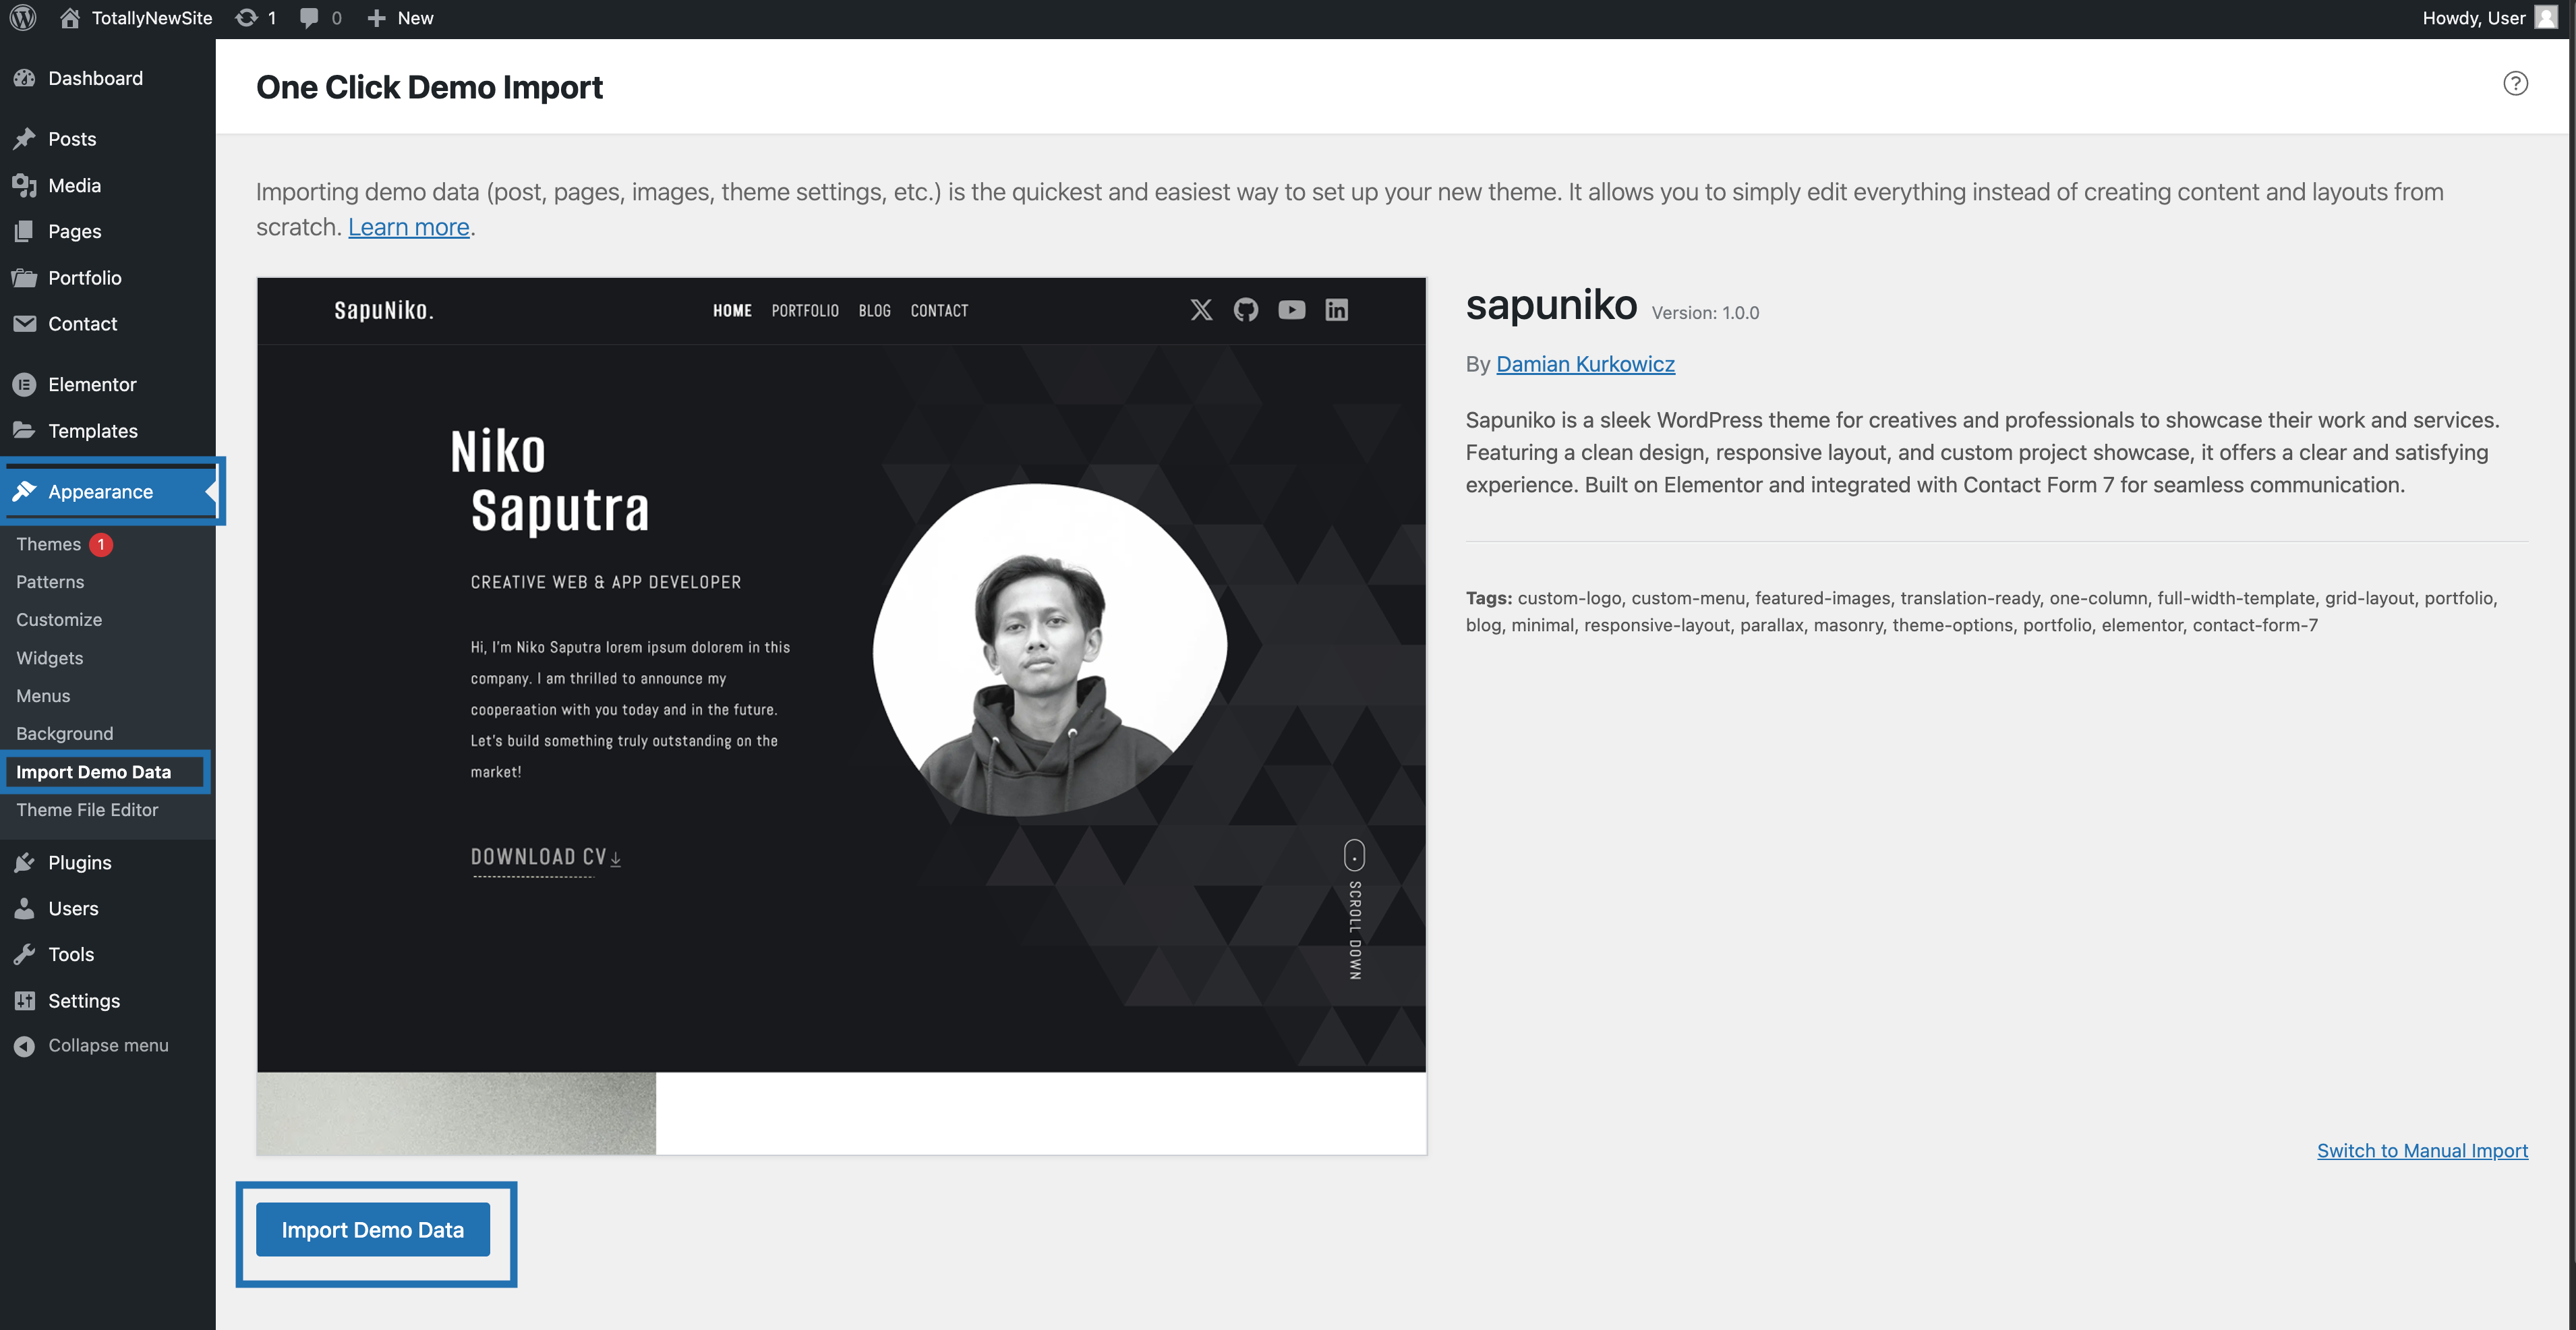 TotallyNewSite 1 0 New Howdy, User
Dashboard
Posts
Media
Pages
Portfolio
Contact
Elementor
Templates
Appearance
Themes 1
Patterns
Customize
Widgets
Menus
Background
Import Demo Data
Theme File Editor
Plugins
Users
Tools
Settings
Collapse menu
One Click Demo Import
?
Importing demo data (post, pages, images, theme settings, etc.) is the quickest and easiest way to set up your new theme. It allows you to simply edit everything instead of creating content and layouts from
scratch. Learn more.
SapuNiko. HOME PORTFOLIO BLOG CONTACT
Niko
Saputra
CREATIVE WEB & APP DEVELOPER
Hi, I'm Niko Saputra lorem ipsum dolorem in this
company. I am thrilled to announce my
cooperaation with you today and in the future.
Let's build something truly outstanding on the
market!
DOWNLOAD CV
SCROLL DOWN
sapuniko Version: 1.0.0
By Damian Kurkowicz
Sapuniko is a sleek WordPress theme for creatives and professionals to showcase their work and services.
Featuring a clean design, responsive layout, and custom project showcase, it offers a clear and satisfying
experience. Built on Elementor and integrated with Contact Form 7 for seamless communication.
Tags: custom-logo, custom-menu, featured-images, translation-ready, one-column, full-width-template, grid-layout, portfolio,
blog, minimal, responsive-layout, parallax, masonry, theme-options, portfolio, elementor, contact-form-7
Switch to Manual Import
Import Demo Data